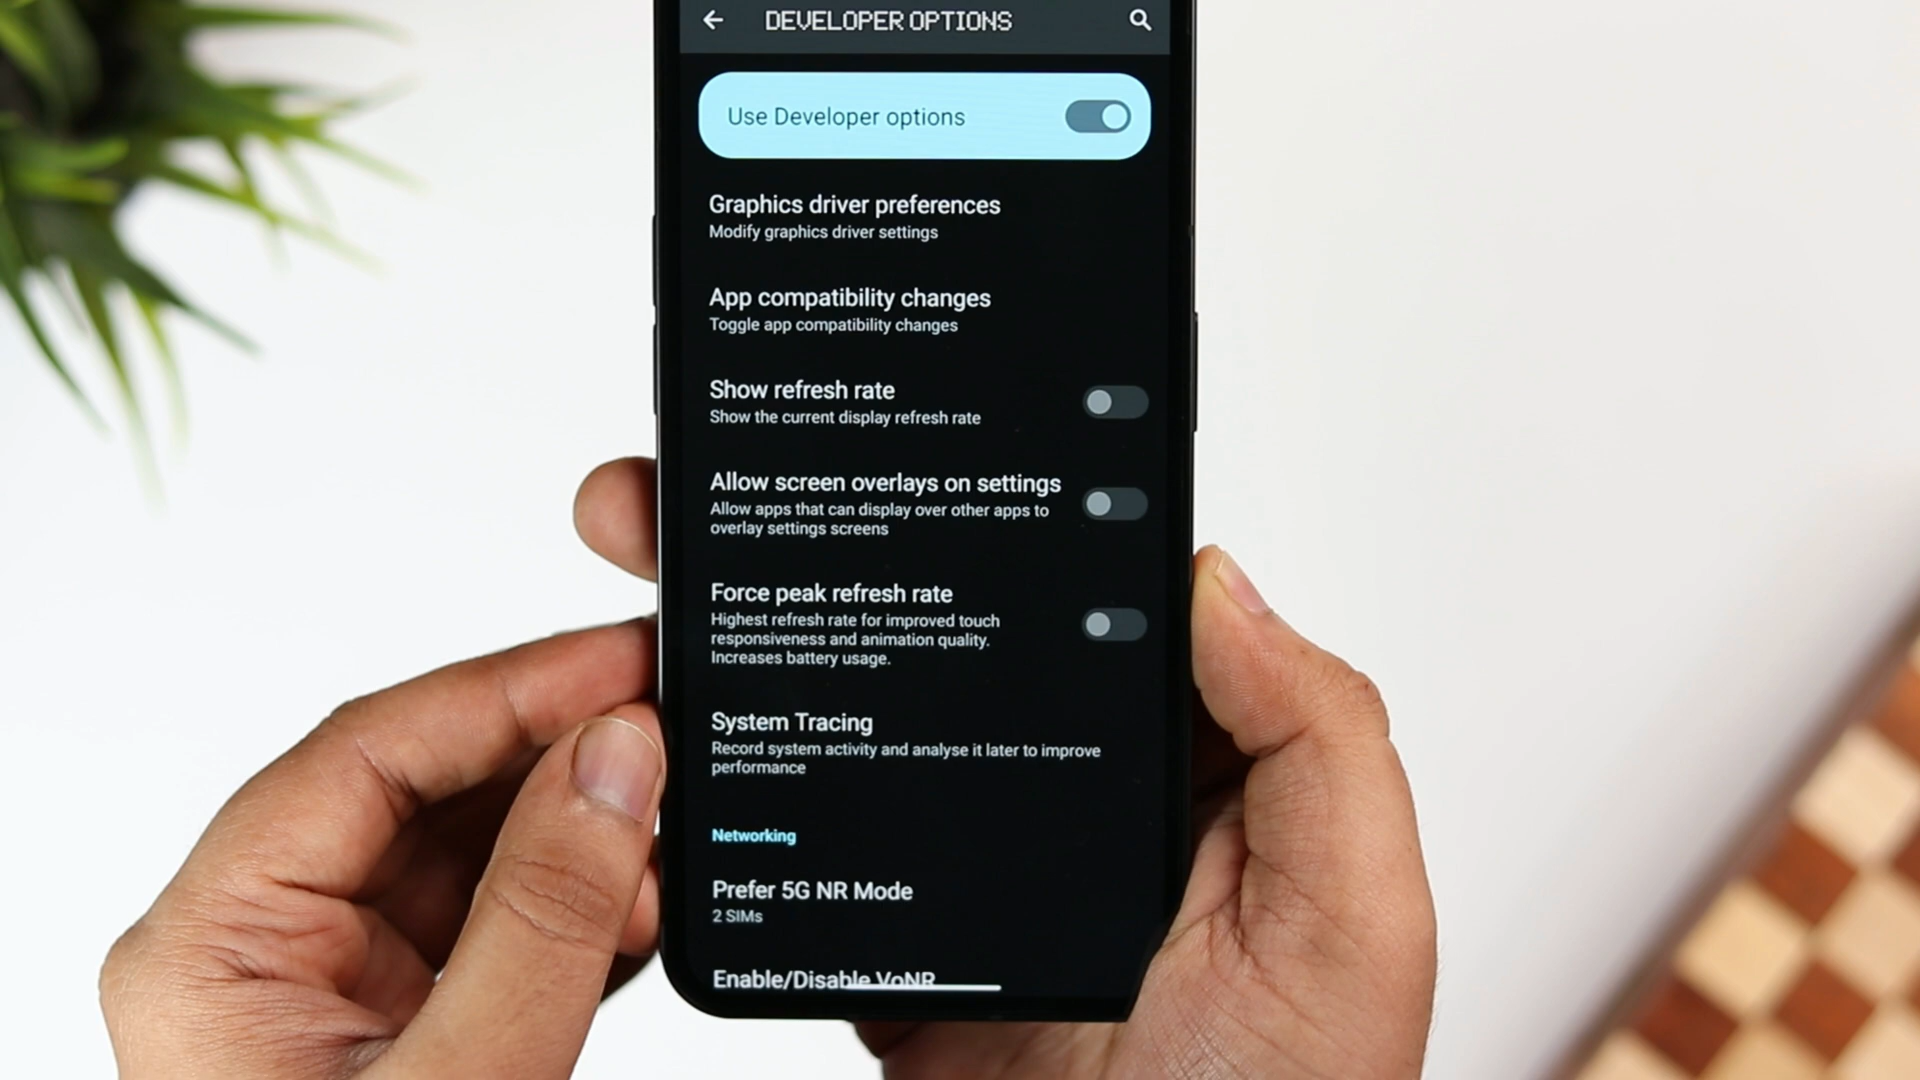 DEVELOPER OPTIONS
Use Developer options
Graphics driver preferences
Modify graphics driver settings
App compatibility changes
Toggle app compatibility changes
Show refresh rate
Show the current display refresh rate
Allow screen overlays on settings
Allow apps that can display over other apps to
overlay settings screens
Force peak refresh rate
Highest refresh rate for improved touch
responsiveness and animation quality.
Increases battery usage.
System Tracing
Record system activity and analyse it later to improve
performance
Networking
Prefer 5G NR Mode
2 SIMs
Enable/Disable VoNR